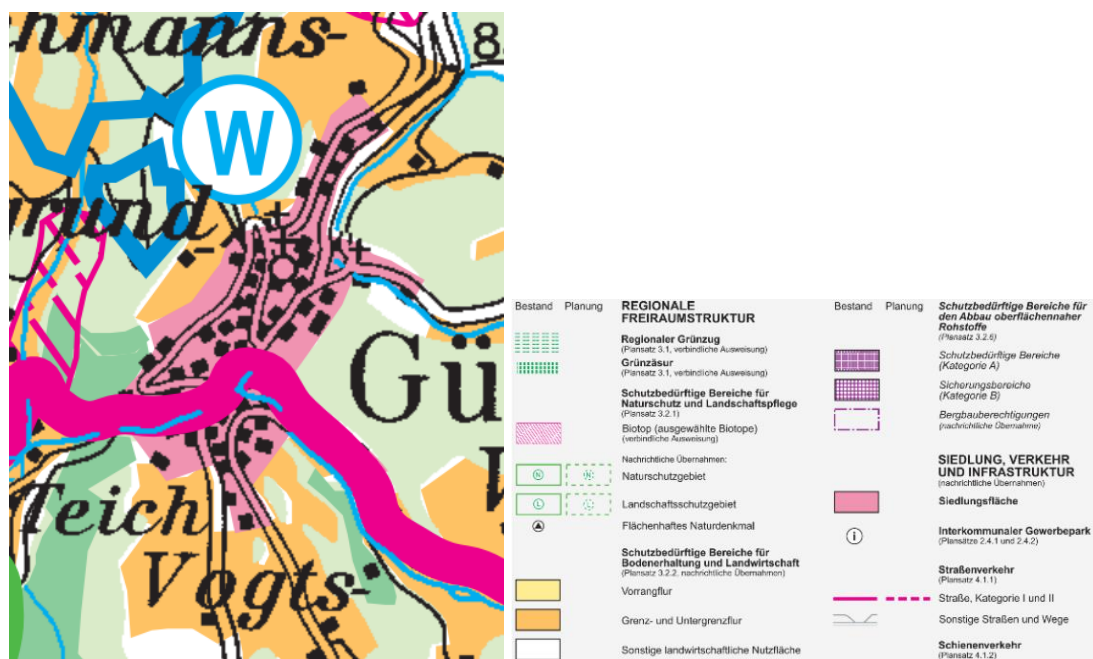 hmanns-
8
W
grund
Gü
Teich
Vogts-
Bestand Planung REGIONALE
FREIRAUMSTRUKTUR
Regionaler Grünzug
(Plansatz 3.1, verbindliche Ausweisung)
Grünzäsur
(Plansatz 3.1, verbindliche Ausweisung)
Schutzbedürftige Bereiche für
Naturschutz und Landschaftspflege
(Plansatz 3.2.1)
Biotop (ausgewählte Biotope)
(verbindliche Ausweisung)
Nachrichtliche Übernahmen:
N N Naturschutzgebiet
L L Landschaftsschutzgebiet
Flächenhaftes Naturdenkmal
Schutzbedürftige Bereiche für
Bodenerhaltung und Landwirtschaft
(Plansatz 3.2.2, nachrichtliche Übernahmen)
Vorrangflur
Grenz- und Untergrenzflur
Sonstige landwirtschaftliche Nutzfläche
Bestand Planung Schutzbedürftige Bereiche für
den Abbau oberflächennaher
Rohstoffe
(Plansatz 3.2.6)
Schutzbedürftige Bereiche
(Kategorie A)
Sicherungsbereiche
(Kategorie B)
Bergbauberechtigungen
(nachrichtliche Übernahme)
SIEDLUNG, VERKEHR
UND INFRASTRUKTUR
(nachrichtliche Übernahmen)
Siedlungsfläche
i Interkommunaler Gewerbepark
(Plansätze 2.4.1 und 2.4.2)
Straßenverkehr
(Plansatz 4.1.1)
Straße, Kategorie I und II
Sonstige Straßen und Wege
Schienenverkehr
(Plansatz 4.1.2)